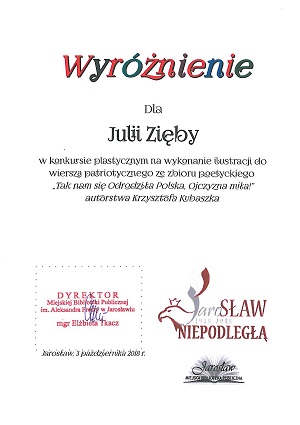 Wyróżnienie
Dla
Julii Zięby
w konkursie plastycznym na wykonanie ilustracji do
wiersza patriotycznego ze zbioru poetyckiego
„Tak nam się Odrodziła Polska, Ojczyzna miła!”
autorstwa Krzysztofa Kybaszka
DYREKTOR
Miejskiej Biblioteki Publicznej
im. Aleksandra Fredry w Jarosławiu
mgr Elżbieta Tkacz
JaroSŁAW
1918-2018
NIEPODLEGŁĄ
Jarosław, 3 października 2018 r.
Jarosław
MIEJSKA BIBLIOTEKA PUBLICZNA